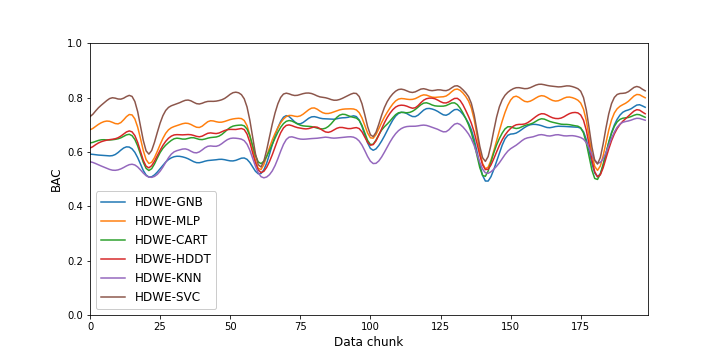 1.0
0.8
0.6
0.4
0.2
0.0
BAC
HDWE-GNB
HDWE-MLP
HDWE-CART
HDWE-HDDT
HDWE-KNN
HDWE-SVC
0 25 50 75 100 125 150 175
Data chunk